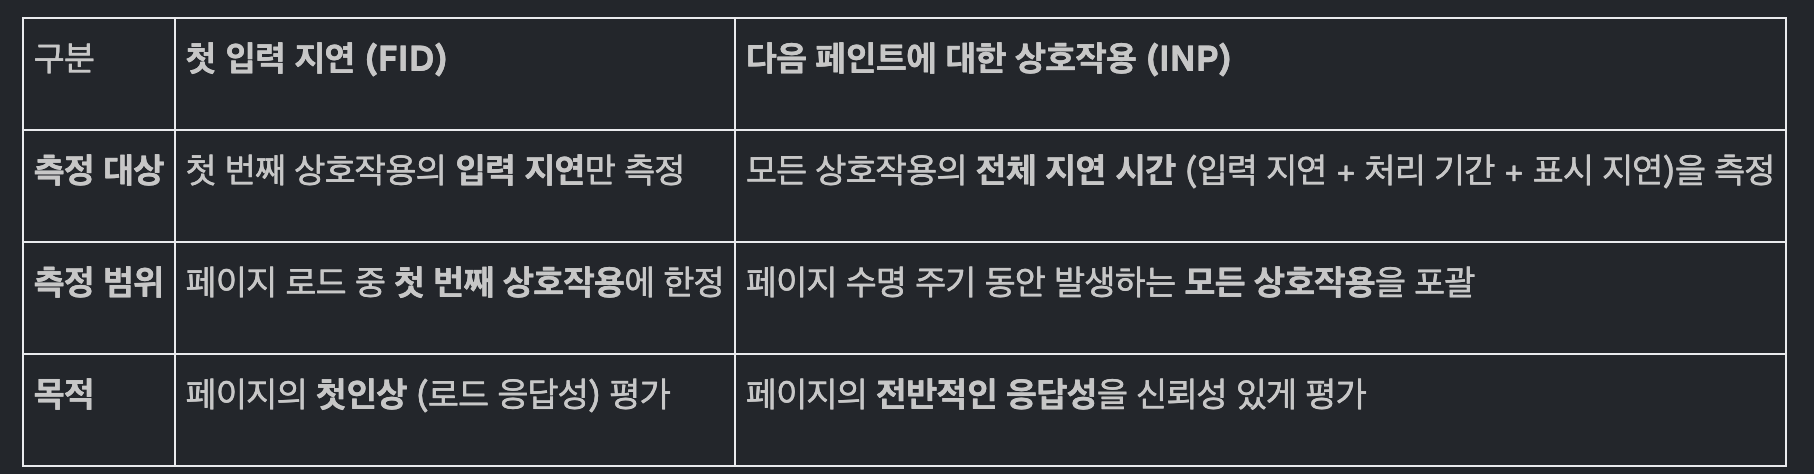 구분
첫 입력 지연 (FID)
다음 페인트에 대한 상호작용 (INP)
측정 대상
첫 번째 상호작용의 입력 지연만 측정
모든 상호작용의 전체 지연 시간 (입력 지연 + 처리 기간 + 표시 지연)을 측정
측정 범위
페이지 로드 중 첫 번째 상호작용에 한정
페이지 수명 주기 동안 발생하는 모든 상호작용을 포괄
목적
페이지의 첫인상 (로드 응답성) 평가
페이지의 전반적인 응답성을 신뢰성 있게 평가